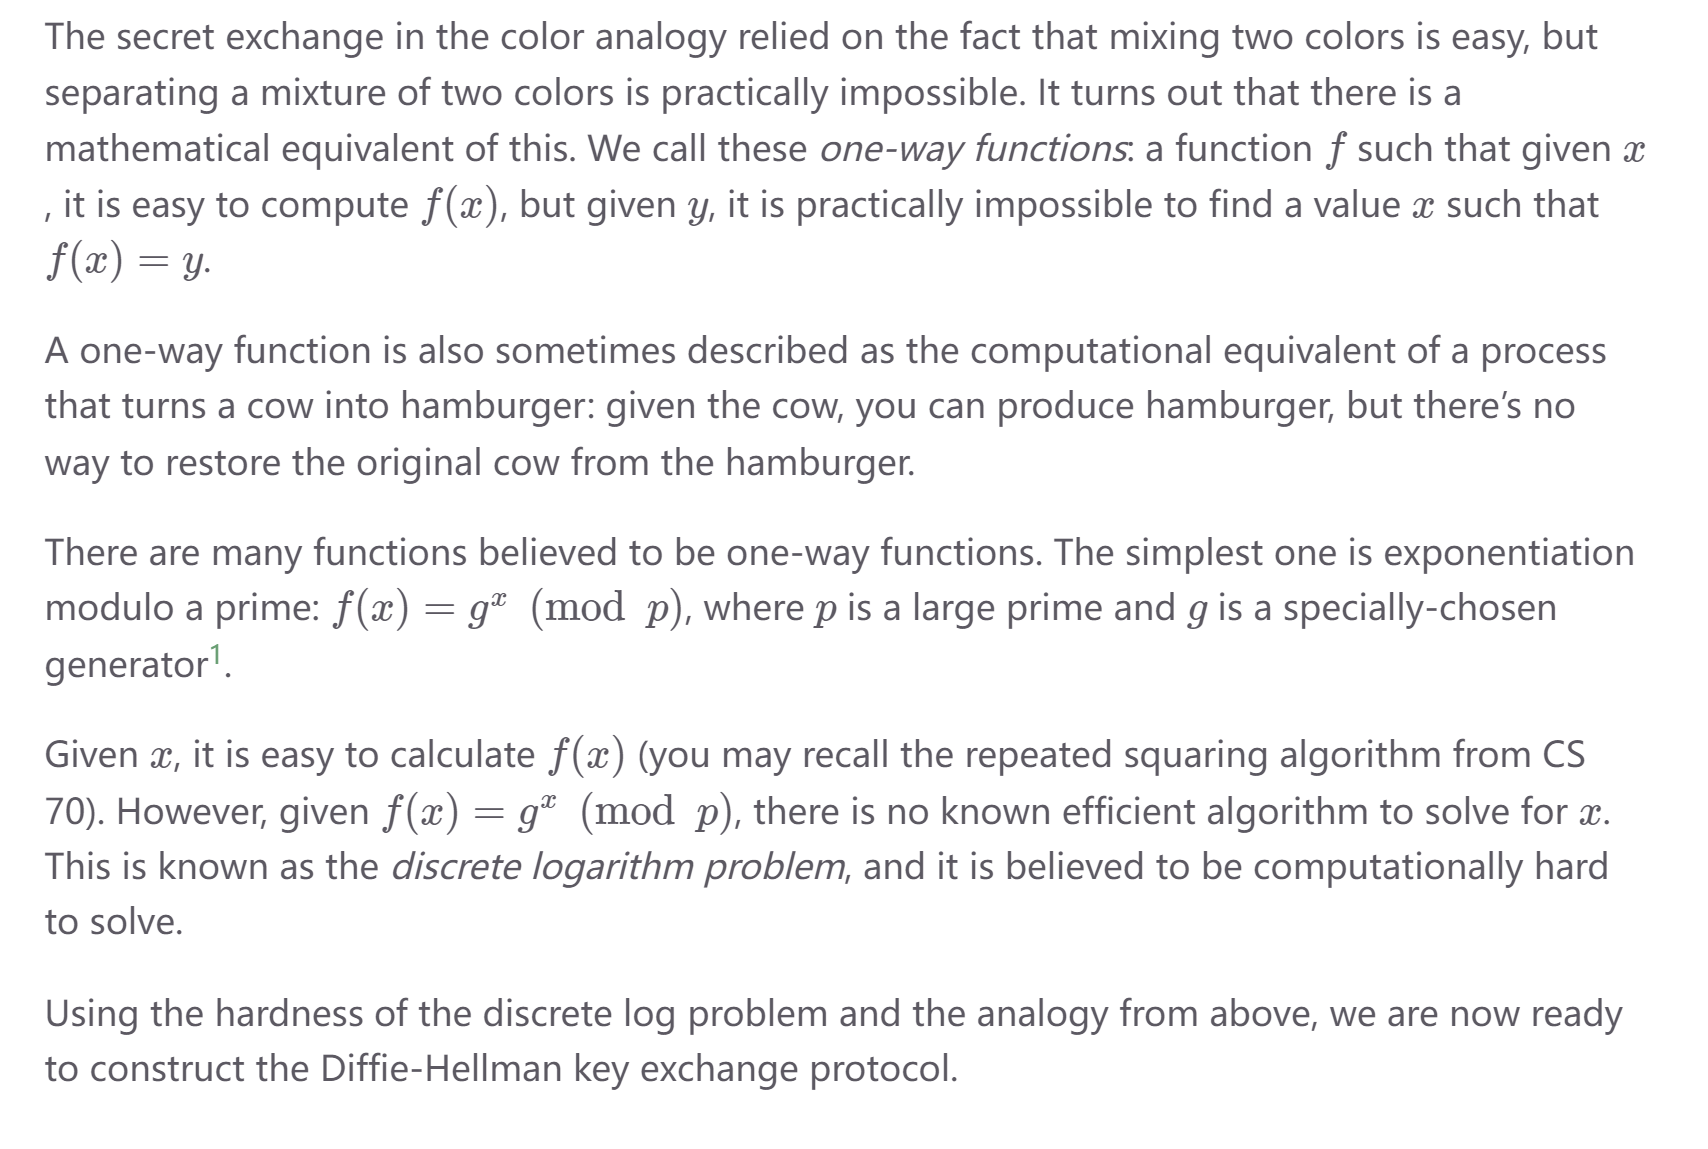 The secret exchange in the color analogy relied on the fact that mixing two colors is easy, but
separating a mixture of two colors is practically impossible. It turns out that there is a
mathematical equivalent of this. We call these one-way functions: a function f such that given x
, it is easy to compute f(x), but given y, it is practically impossible to find a value x such that
f(x) = y.
A one-way function is also sometimes described as the computational equivalent of a process
that turns a cow into hamburger: given the cow, you can produce hamburger, but there’s no
way to restore the original cow from the hamburger.
There are many functions believed to be one-way functions. The simplest one is exponentiation
modulo a prime: f(x) = gˣ (mod p), where p is a large prime and g is a specially-chosen
generator¹.
Given x, it is easy to calculate f(x) (you may recall the repeated squaring algorithm from CS
70). However, given f(x) = gˣ (mod p), there is no known efficient algorithm to solve for x.
This is known as the discrete logarithm problem, and it is believed to be computationally hard
to solve.
Using the hardness of the discrete log problem and the analogy from above, we are now ready
to construct the Diffie-Hellman key exchange protocol.